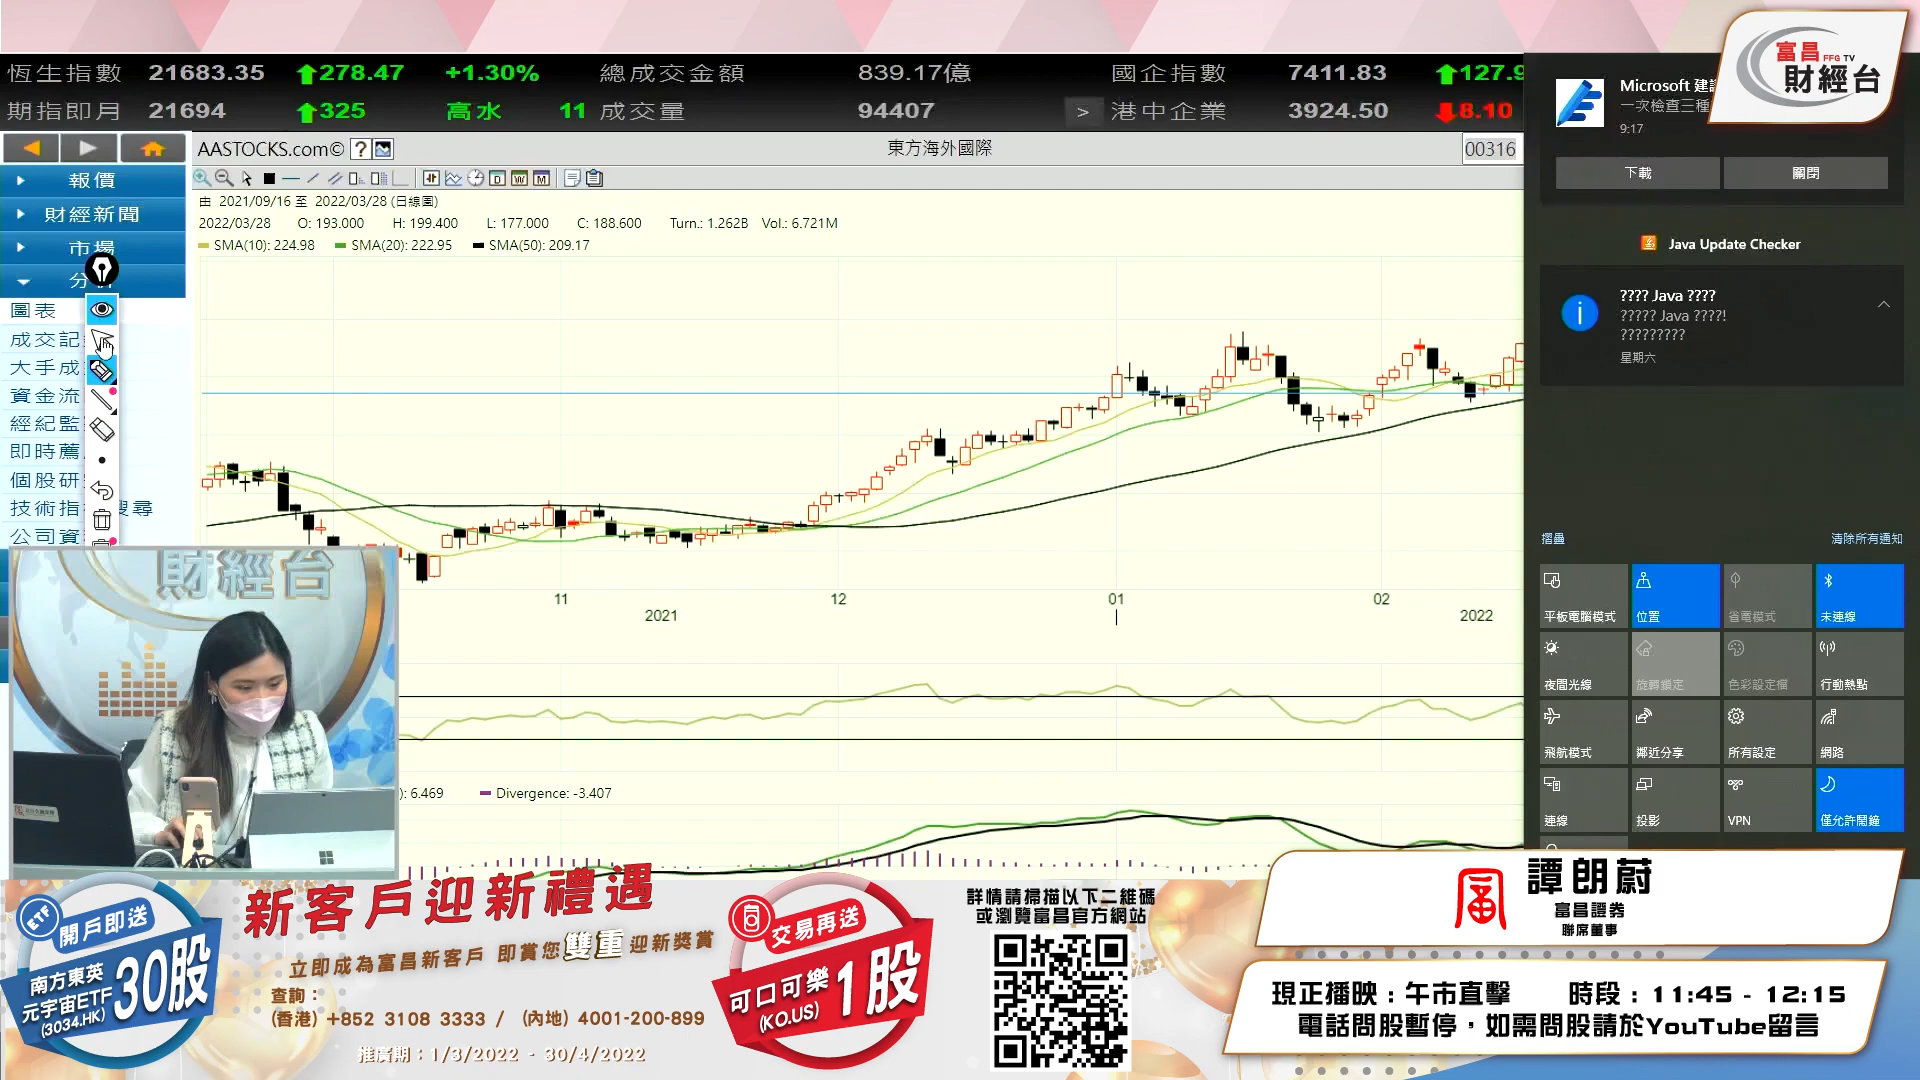 恆生指數 21683.35 278.47 +1.30% 總成交金額 839.17億 國企指數 7411.83 127.9
期指即月 21694 325 高水 11 成交量 94407 > 港中企業 3924.50 8.10
富昌 FFG TV
財經台
AASTOCKS.com© ? 東方海外國際 00316
報價
財經新聞
市場
分
圖表
成交記
大手成
資金流
經紀監
即時薦
個股研
技術指 搜尋
公司資
由 2021/09/16 至 2022/03/28 (日線圖)
2022/03/28 O: 193.000 H: 199.400 L: 177.000 C: 188.600 Turn.: 1.262B Vol.: 6.721M
SMA(10): 224.98 SMA(20): 222.95 SMA(50): 209.17
D W M
11 12 01 02
2021 2022
): 6.469 Divergence: -3.407
Microsoft 建
一次檢查三種
9:17
下載 關閉
Java Update Checker
???? Java ????
????? Java ????!
?????????
星期六
摺疊 清除所有通知
平板電腦模式 位置 省電模式 未連線
夜間光線 旋轉鎖定 色彩設定檔 行動熱點
飛航模式 鄰近分享 所有設定 網路
連線 投影 VPN 僅允許鬧鐘
財經台
ETF
開戶即送
南方東英
元宇宙ETF
(3034.HK)
30股
新客戶迎新禮遇
立即成為富昌新客戶 即賞您雙重迎新獎賞
查詢：
(香港) +852 3108 3333 / (內地) 4001-200-899
推廣期：1/3/2022 - 30/4/2022
交易再送
可口可樂
(KO.US)
1股
詳情請掃描以下二維碼
或瀏覽富昌官方網站
富
譚朗蔚
富昌證券
聯席董事
現正播映：午市直擊 時段：11:45 - 12:15
電話問股暫停，如需問股請於YouTube留言